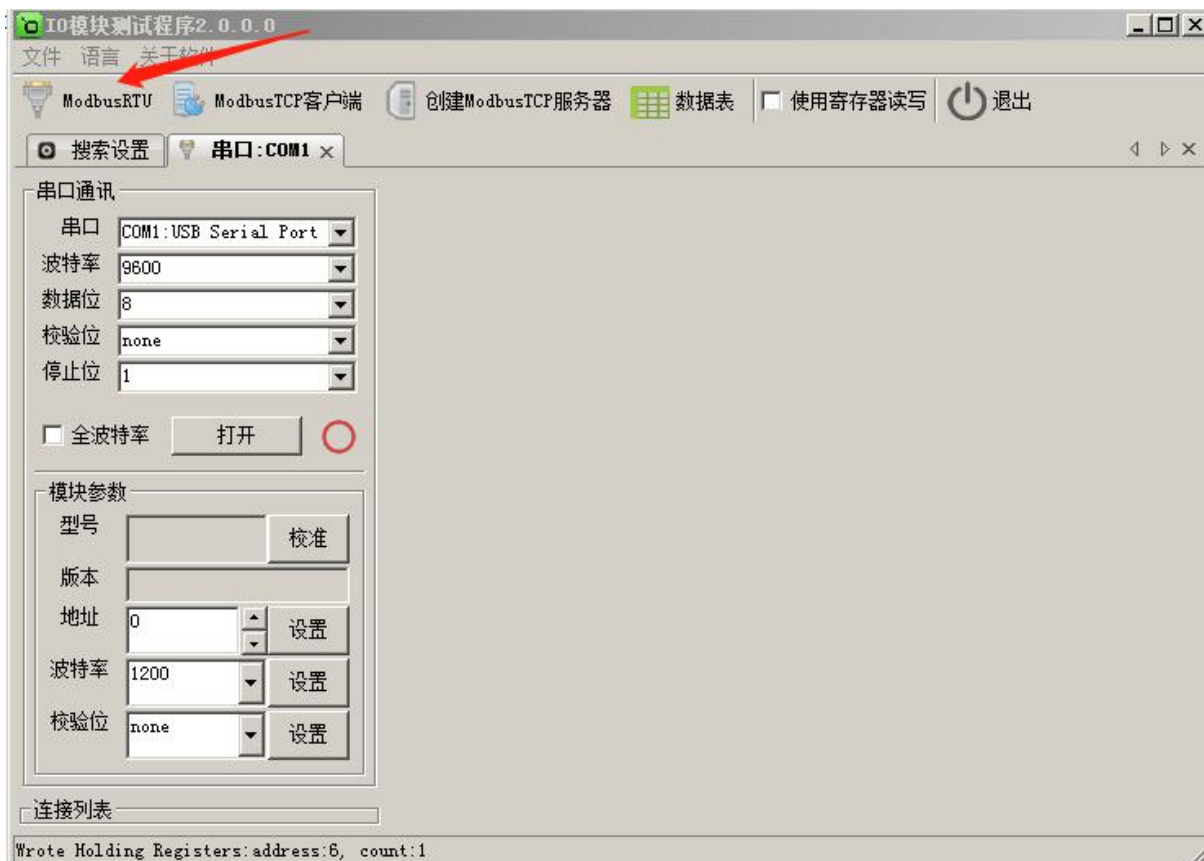 IO模块测试程序2.0.0.0
文件 语言 关于软件
ModbusRTU ModbusTCP客户端 创建ModbusTCP服务器 数据表 使用寄存器读写 退出
搜索设置 串口:COM1
串口通讯
串口 COM1:USB Serial Port
波特率 9600
数据位 8
校验位 none
停止位 1
全波特率 打开
模块参数
型号 校准
版本
地址 0 设置
波特率 1200 设置
校验位 none 设置
连接列表
Wrote Holding Registers:address:6, count:1